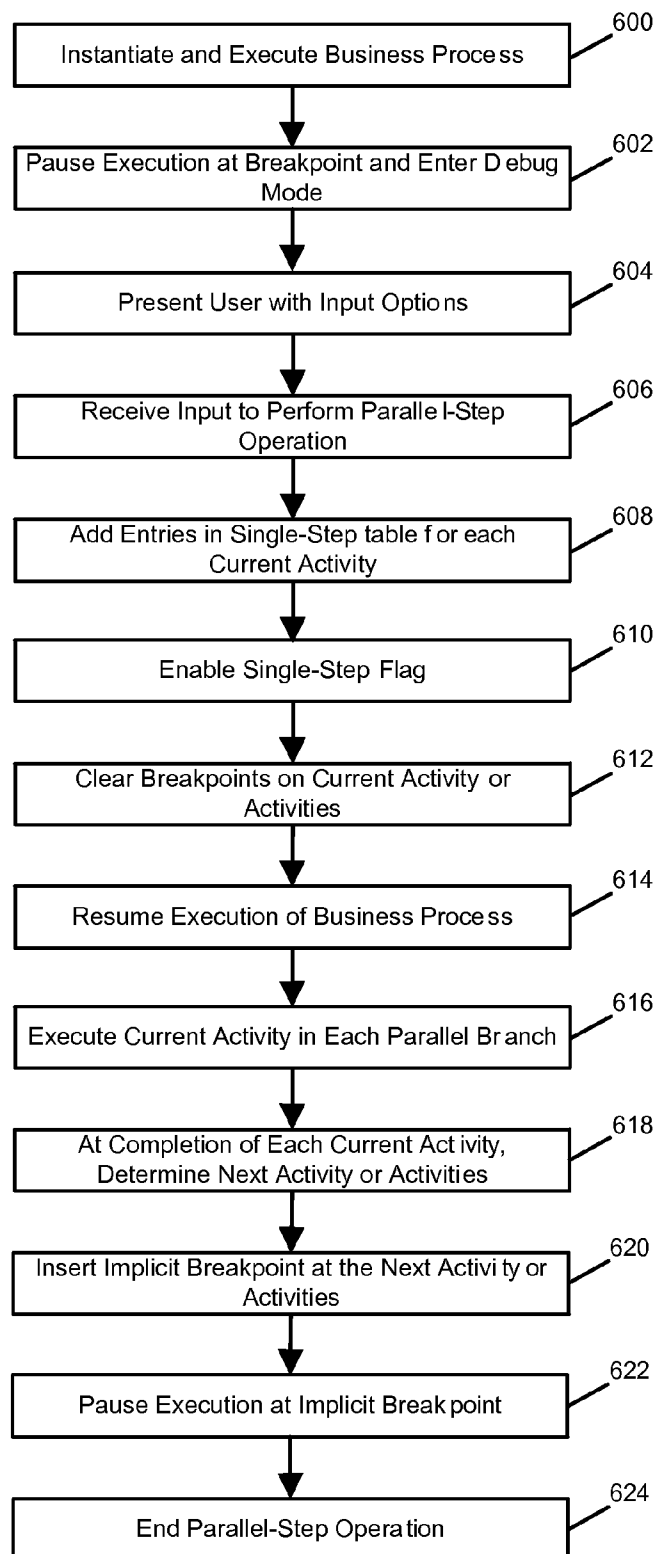 600
Instantiate and Execute Business Process
602
Pause Execution at Breakpoint and Enter Debug
Mode
604
Present User with Input Options
606
Receive Input to Perform Parallel-Step
Operation
608
Add Entries in Single-Step table for each
Current Activity
610
Enable Single-Step Flag
612
Clear Breakpoints on Current Activity or
Activities
614
Resume Execution of Business Process
616
Execute Current Activity in Each Parallel Branch
618
At Completion of Each Current Activity,
Determine Next Activity or Activities
620
Insert Implicit Breakpoint at the Next Activity or
Activities
622
Pause Execution at Implicit Breakpoint
624
End Parallel-Step Operation